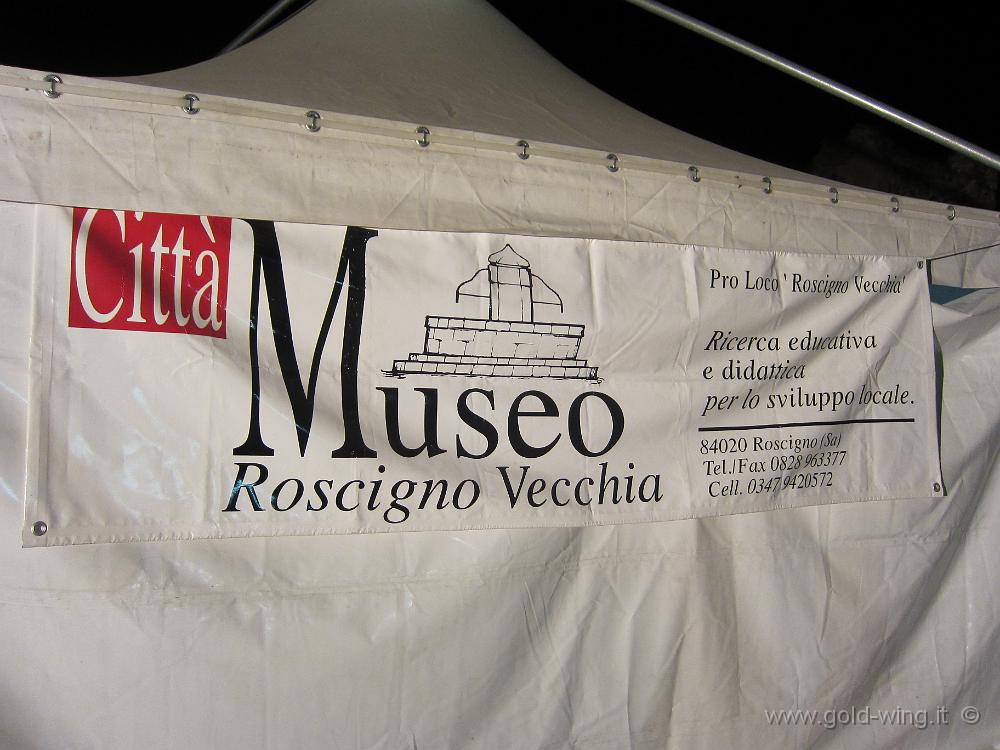 Città
Museo
Roscigno Vecchia
Pro Loco ' Roscigno Vecchia'
Ricerca educativa
e didattica
per lo sviluppo locale.
84020 Roscigno (Sa)
Tel./Fax 0828 963377
Cell. 0347 9420572
www.gold-wing.it ©